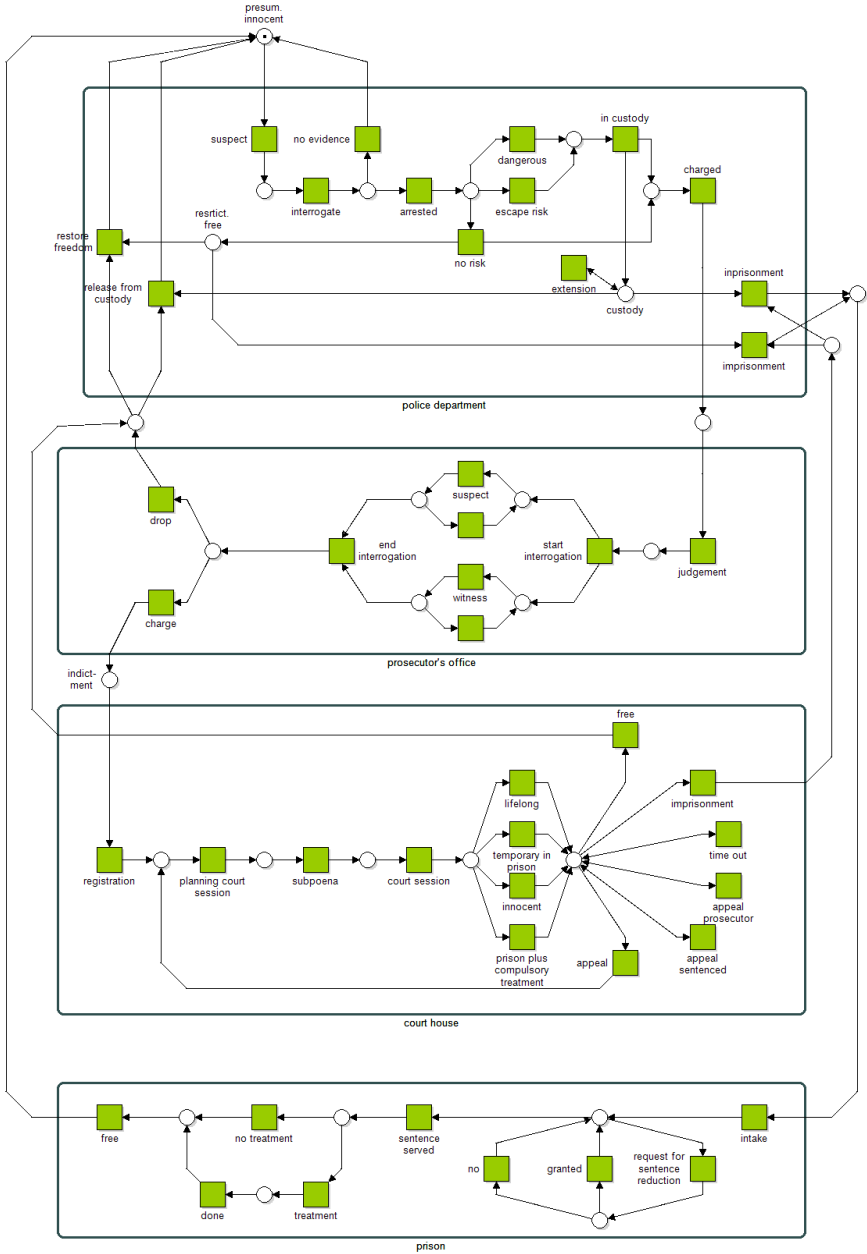 presum.
innocent
suspect
no evidence
in custody
dangerous
charged
interrogate
arrested
escape risk
resrtict.
free
restore
freedom
no risk
release from
custody
extension
custody
inprisonment
imprisonment
police department
suspect
drop
end
interrogation
start
interrogation
judgement
witness
charge
prosecutor's office
indict-
ment
free
lifelong
imprisonment
temporary in
prison
time out
registration
planning court
session
subpoena
court session
innocent
appeal
prosecutor
prison plus
compulsory
treatment
appeal
appeal
sentenced
court house
free
no treatment
sentence
served
intake
no
granted
request for
sentence
reduction
done
treatment
prison